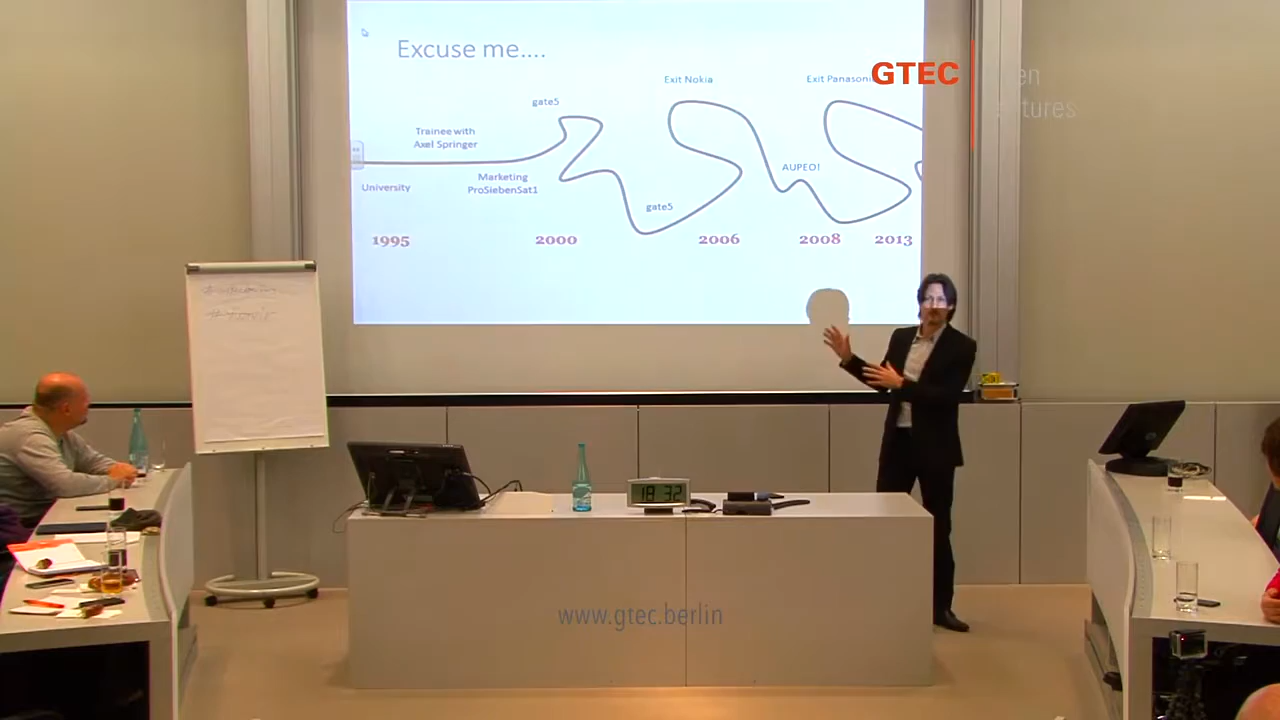 Excuse me....
GTEC
Exit Nokia
Exit Panasoni
gate5
Trainee with
Axel Springer
AUPEO!
Marketing
ProSiebenSat1
University
gate5
1995
2000
2006
2008
2013
18 32
www.gtec.berlin